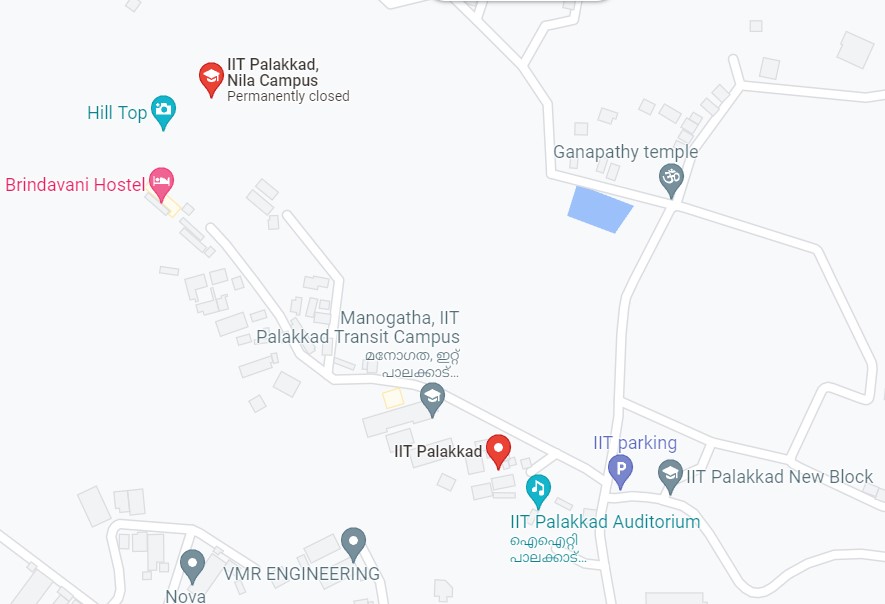 IIT Palakkad,
Nila Campus
Permanently closed
Hill Top
Ganapathy temple
Brindavani Hostel
Manogatha, IIT
Palakkad Transit Campus
മനോഗത, ഇറ്റ്
പാലക്കാട്...
IIT Palakkad
IIT parking
P
IIT Palakkad New Block
IIT Palakkad Auditorium
ഐഐറ്റി
പാലക്കാട്...
VMR ENGINEERING
Nova